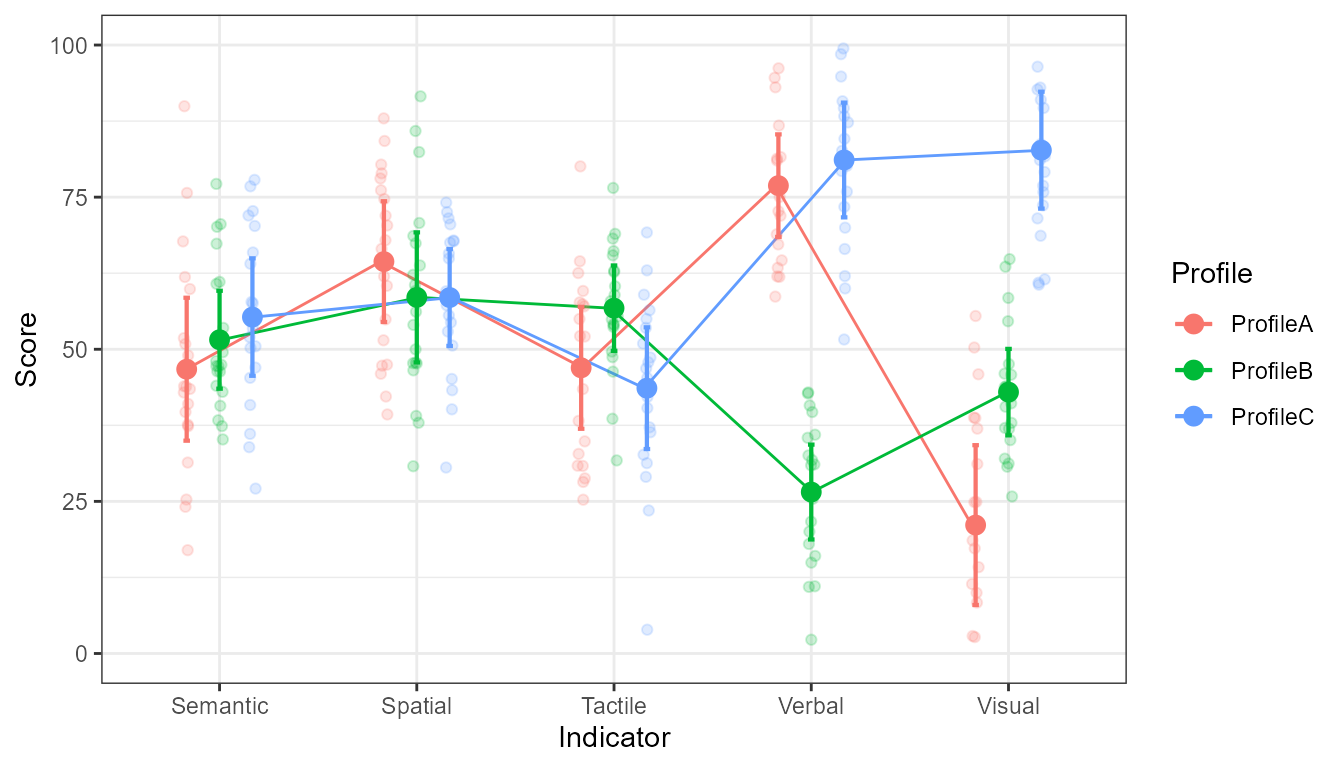 100
75
50
25
0
Score
Semantic
Spatial
Tactile
Verbal
Visual
Indicator
Profile
ProfileA
ProfileB
ProfileC